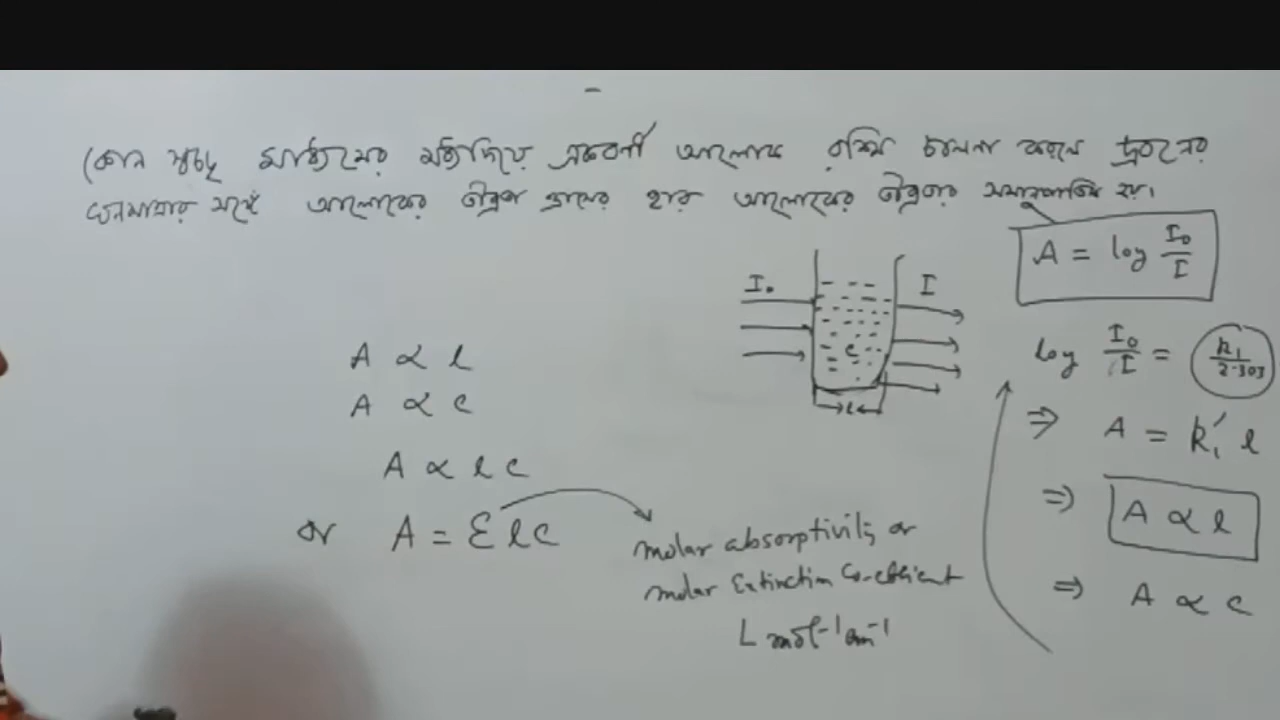 কোন স্বচ্ছ মাধ্যমের মধ্যদিয়ে একবর্ণী আলোক রশ্মি চালনা করলে দ্রবণের
ঘনমাত্রার সঙ্গে আলোকের তীব্রতা হ্রাসের হার আলোকের তীব্রতার সমানুপাতিক হয়।
A = log I₀/I
I₀ I
c
l
log I₀/I = k₁/2.303
⇒ A = k₁′ l
⇒ A ∝ l
⇒ A ∝ c
A ∝ l
A ∝ c
A ∝ l c
or A = Ɛ l c
molar absorptivity or
molar Extinction Co-efficient
L mol⁻¹ cm⁻¹